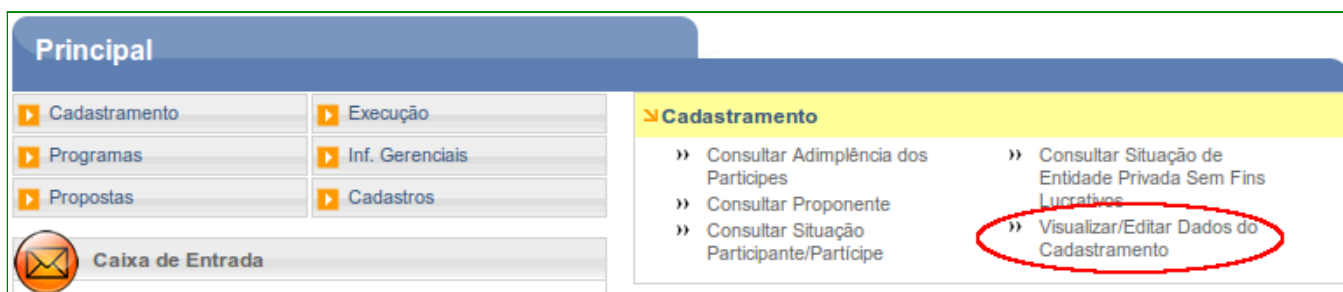 Principal
Cadastramento
Execução
Programas
Inf. Gerenciais
Propostas
Cadastros
Caixa de Entrada
Cadastramento
Consultar Adimplência dos
Participes
Consultar Proponente
Consultar Situação
Participante/Partícipe
Consultar Situação de
Entidade Privada Sem Fins
Lucrativos
Visualizar/Editar Dados do
Cadastramento